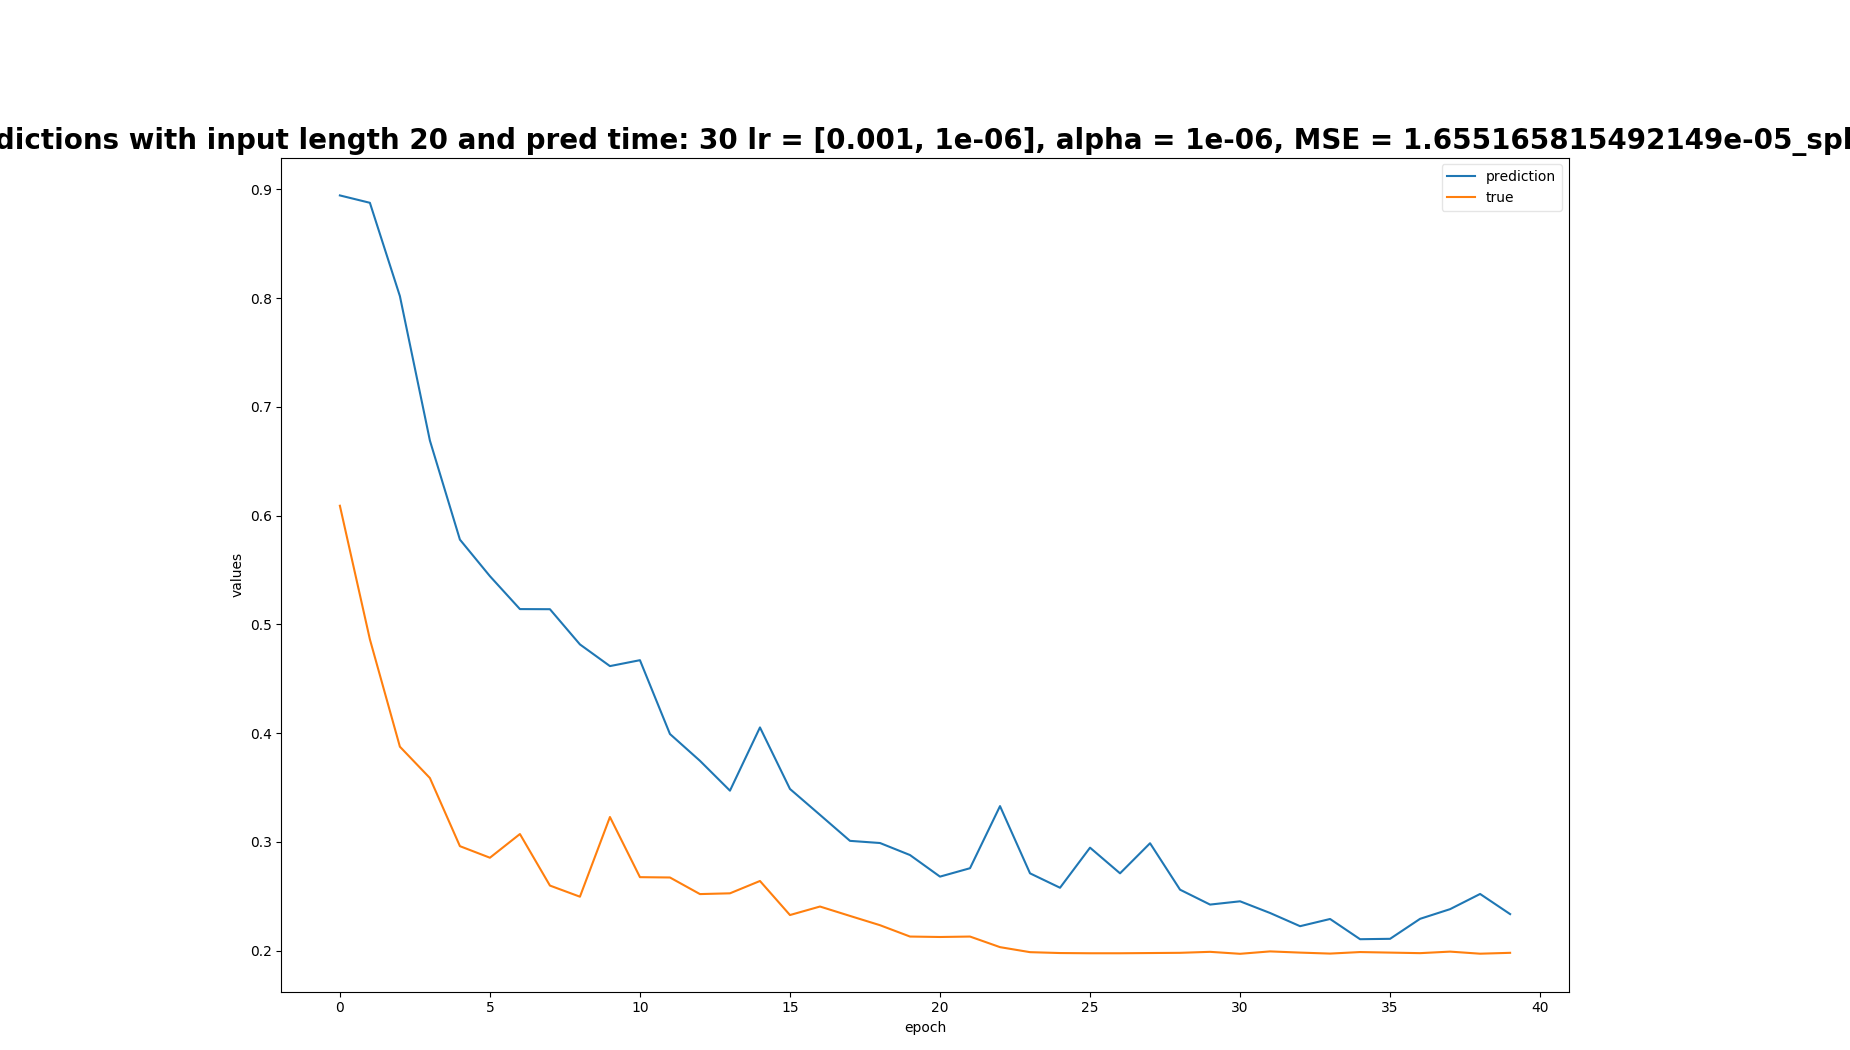 dictions with input length 20 and pred time: 30 lr = [0.001, 1e-06], alpha = 1e-06, MSE = 1.655165815492149e-05_spl
prediction
true
0.9
0.8
0.7
0.6
0.5
0.4
0.3
0.2
values
0 5 10 15 20 25 30 35 40
epoch